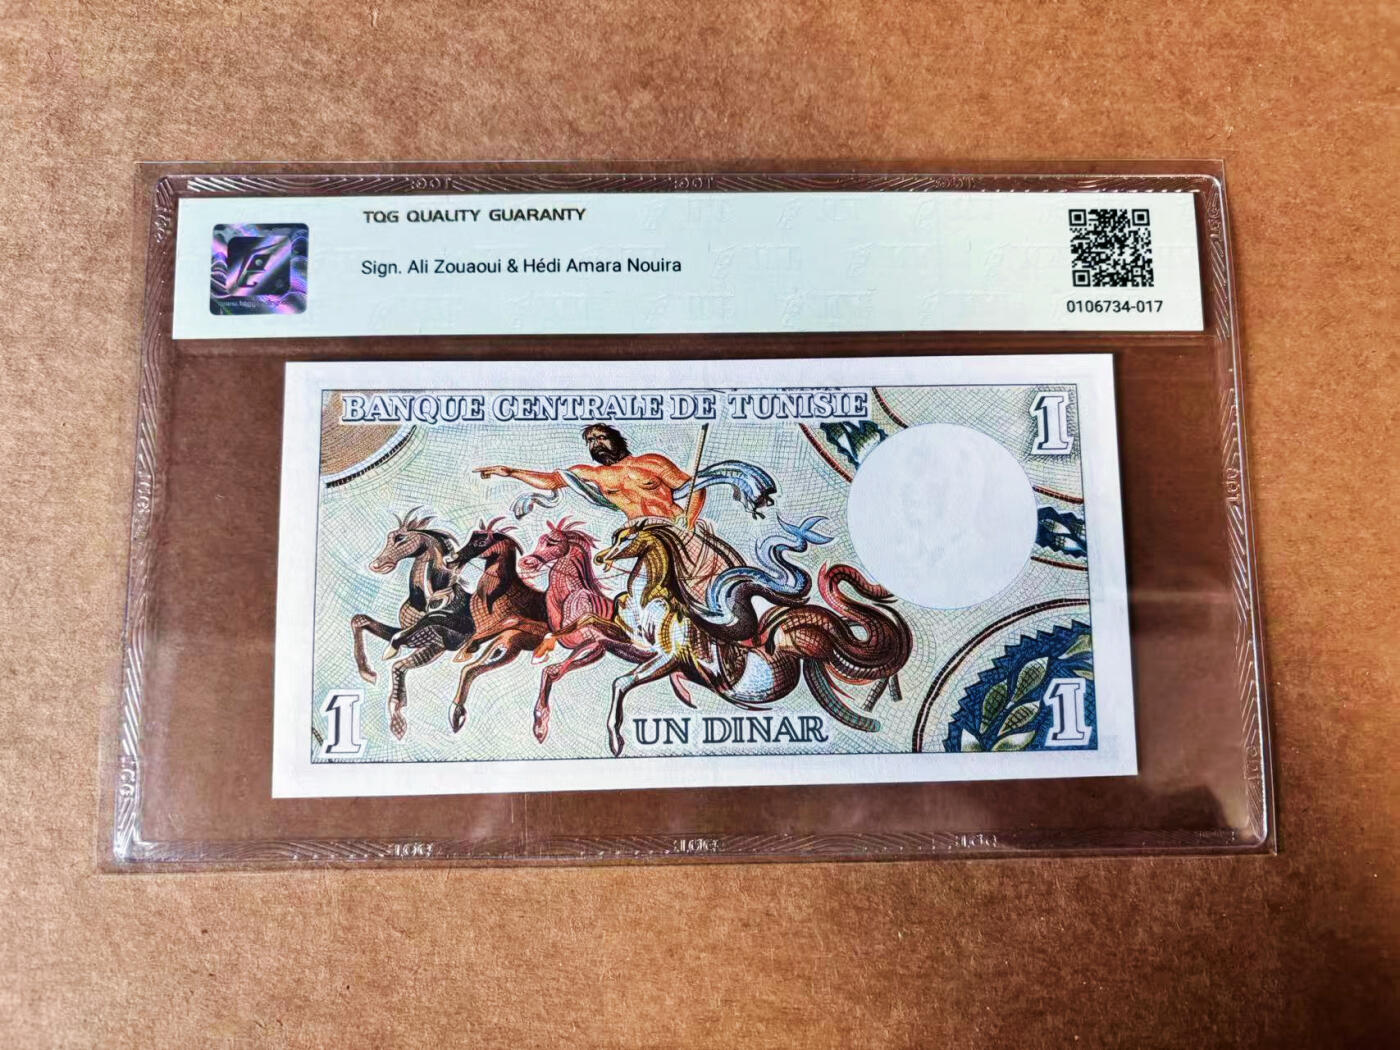 TQG QUALITY GUARANTY
Sign. Ali Zouaoui & Hédi Amara Nouira
0106734-017
BANQUE CENTRALE DE TUNISIE
1
1
UN DINAR
1